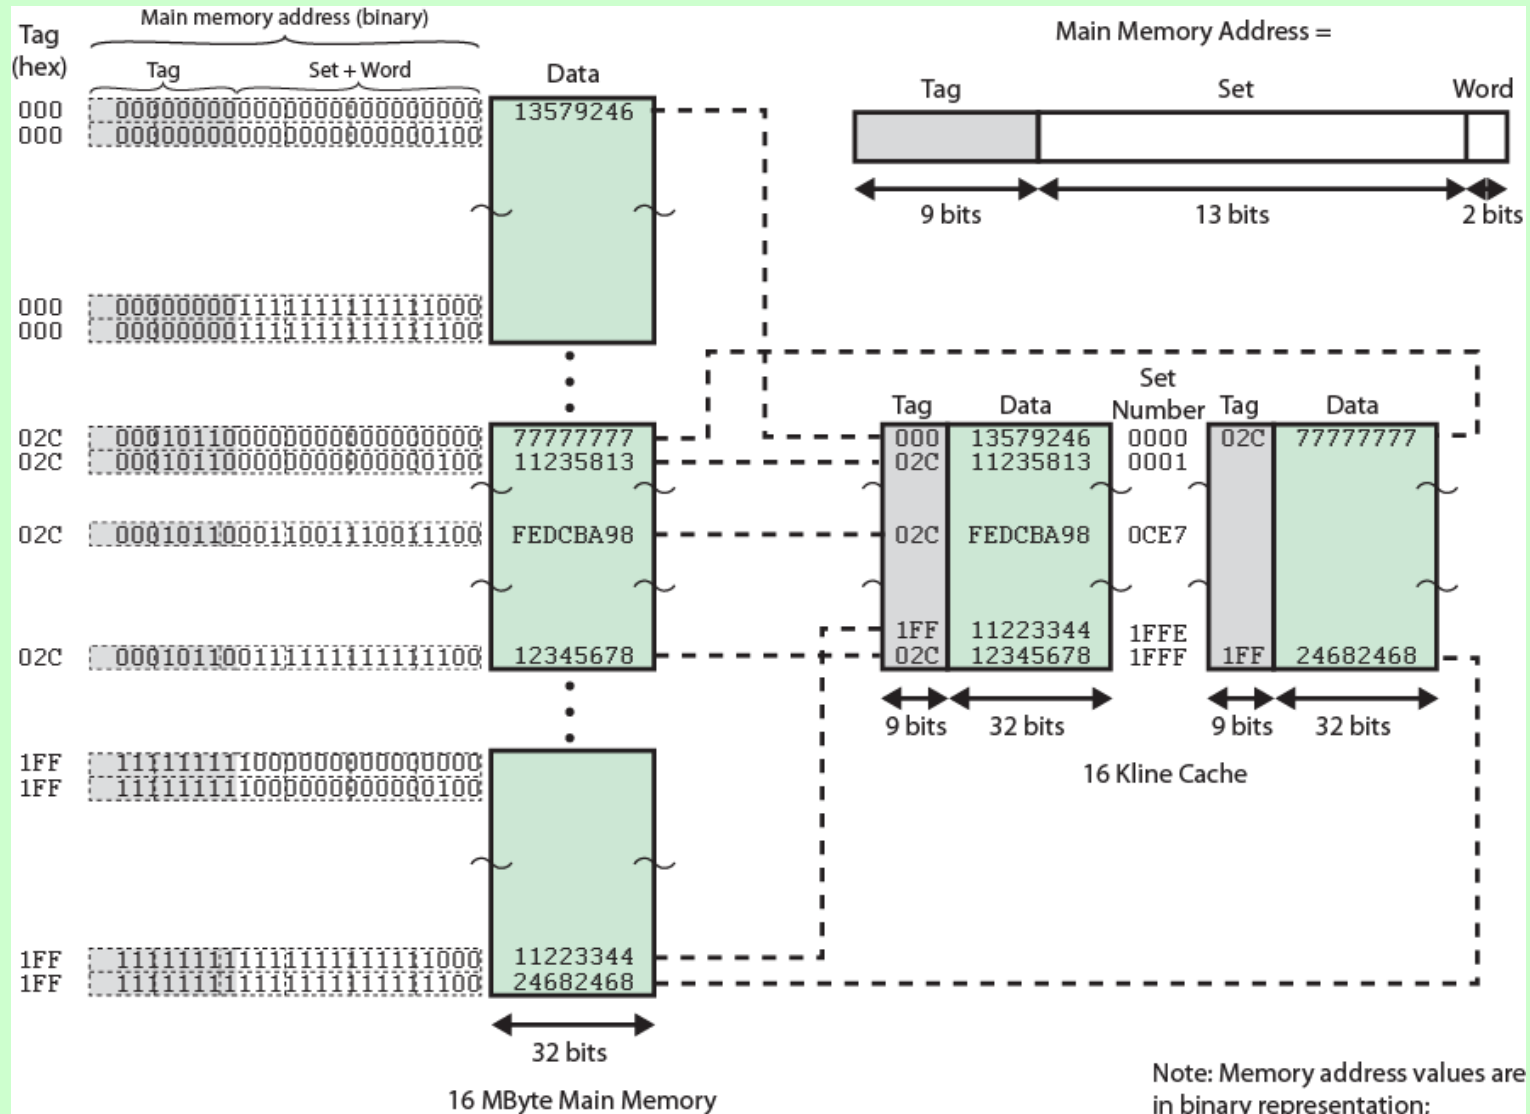 Main memory address (binary)
Tag
(hex)
Tag
Set + Word
Data
000 000000000000000000000000 13579246
000 000000000000000000000100
000 000000001111111111111000
000 000000001111111111111100
02C 000101100000000000000000 77777777
02C 000101100000000000000100 11235813
02C 000101100011001110011100 FEDCBA98
02C 000101100111111111111100 12345678
1FF 111111111000000000000000
1FF 111111111000000000000100
1FF 111111111111111111111000 11223344
1FF 111111111111111111111100 24682468
32 bits
16 MByte Main Memory
Main Memory Address =
Tag Set Word
9 bits 13 bits 2 bits
Set
Tag Data Number Tag Data
000 13579246 0000 02C 77777777
02C 11235813 0001
02C FEDCBA98 0CE7
1FF 11223344 1FFE
02C 12345678 1FFF 1FF 24682468
9 bits 32 bits 9 bits 32 bits
16 Kline Cache
Note: Memory address values are
in binary representation;